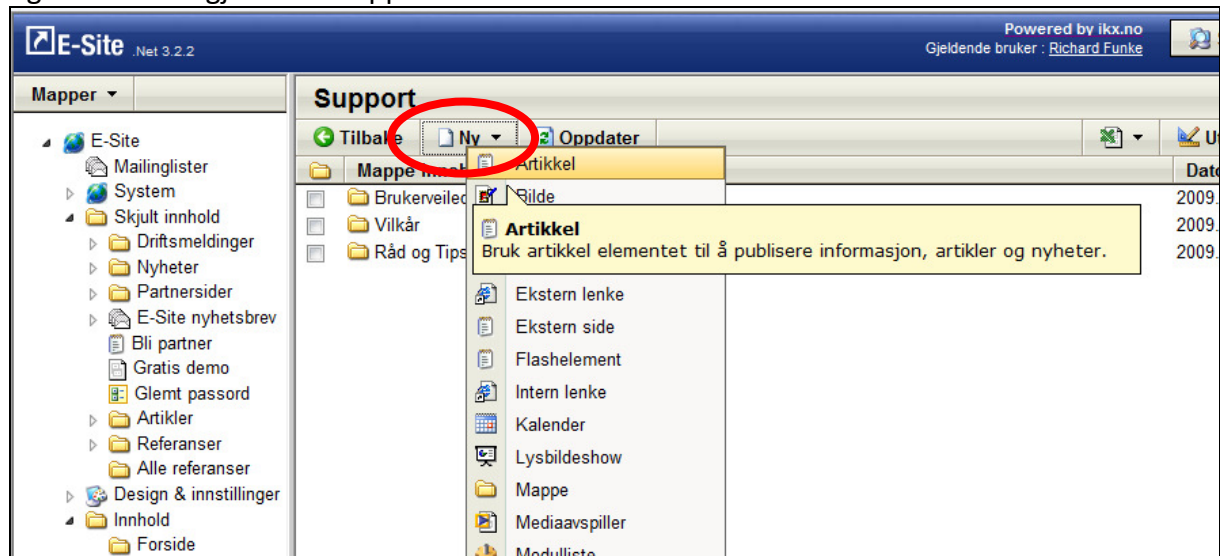 E-Site .Net 3.2.2
Powered by ikx.no
Gjeldende bruker : Richard Funke
Mapper
E-Site
Mailinglister
System
Skjult innhold
Driftsmeldinger
Nyheter
Partnersider
E-Site nyhetsbrev
Bli partner
Gratis demo
Glemt passord
Artikler
Referanser
Alle referanser
Design & innstillinger
Innhold
Forside
Support
Tilbake Ny Oppdater
Mappe
Brukerveiled
Vilkår
Råd og Tips
2009.
2009.
2009.
Artikkel
Bilde
Artikkel
Bruk artikkel elementet til å publisere informasjon, artikler og nyheter.
Ekstern lenke
Ekstern side
Flashelement
Intern lenke
Kalender
Lysbildeshow
Mappe
Mediaavspiller
Modulliste